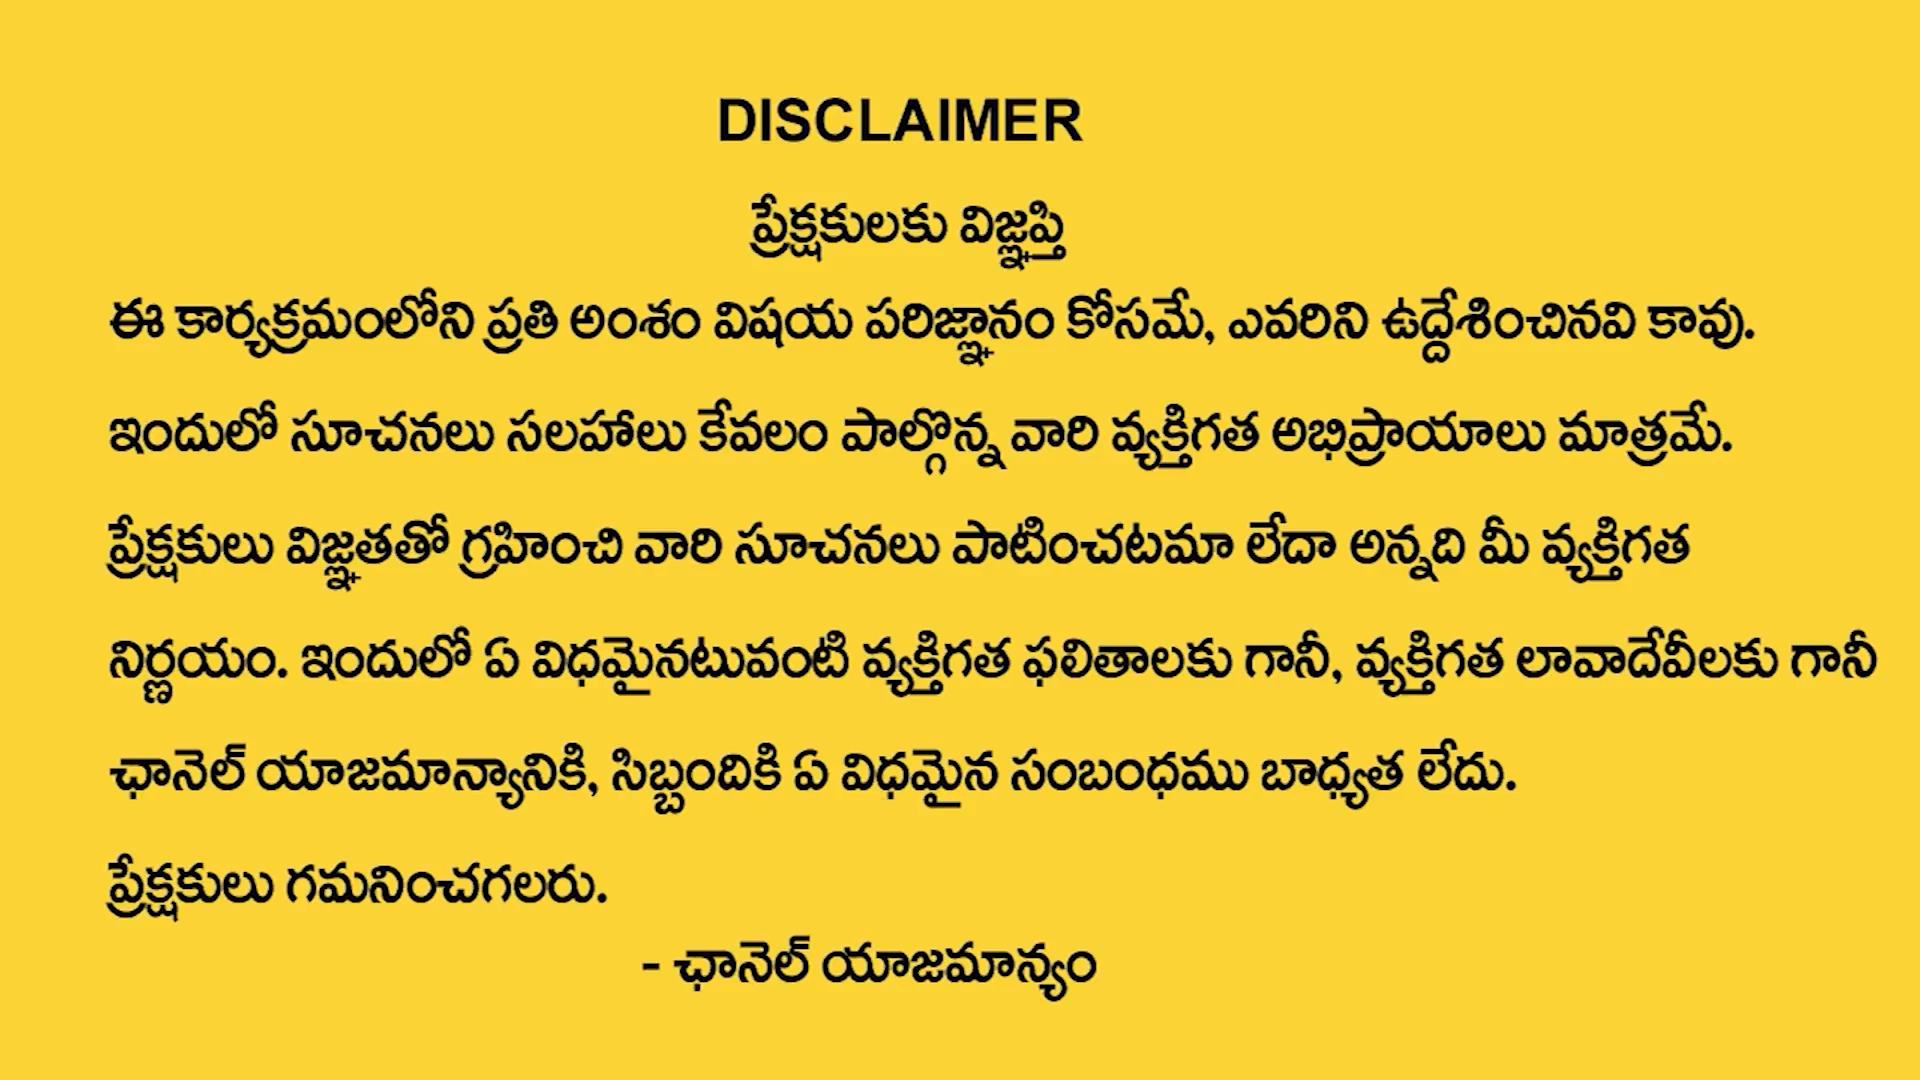 DISCLAIMER
ప్రేక్షకులకు విజ్ఞప్తి
ఈ కార్యక్రమంలోని ప్రతి అంశం విషయ పరిజ్ఞానం కోసమే, ఎవరిని ఉద్దేశించినవి కావు.
ఇందులో సూచనలు సలహాలు కేవలం పాల్గొన్న వారి వ్యక్తిగత అభిప్రాయాలు మాత్రమే.
ప్రేక్షకులు విజ్ఞతతో గ్రహించి వారి సూచనలు పాటించటమా లేదా అన్నది మీ వ్యక్తిగత
నిర్ణయం. ఇందులో ఏ విధమైనటువంటి వ్యక్తిగత ఫలితాలకు గానీ, వ్యక్తిగత లావాదేవీలకు గానీ
ఛానెల్ యాజమాన్యానికి, సిబ్బందికి ఏ విధమైన సంబంధము బాధ్యత లేదు.
ప్రేక్షకులు గమనించగలరు.
- ఛానెల్ యాజమాన్యం